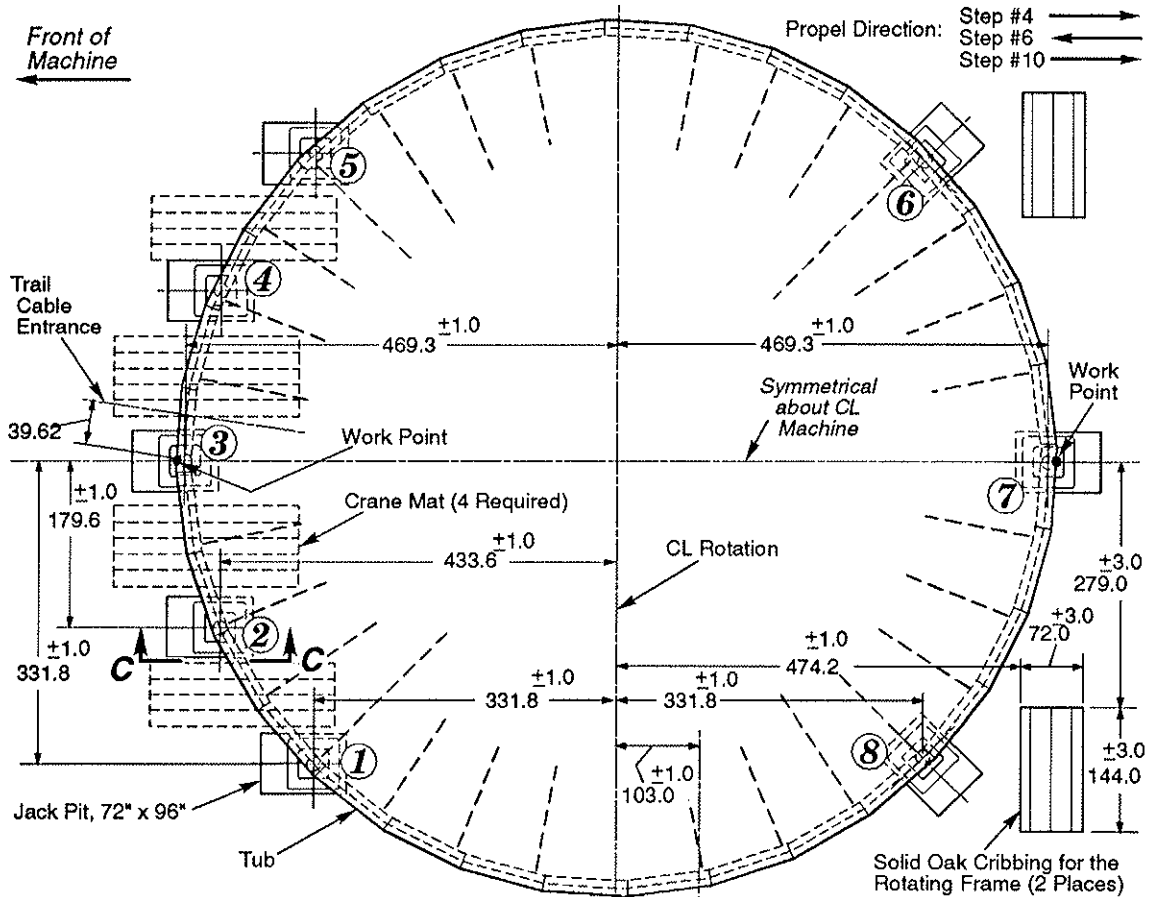 Front of
Machine
Propel Direction:
Step #4
Step #6
Step #10
5
6
4
Trail
Cable
Entrance
±1.0
469.3
±1.0
469.3
Work
Point
Symmetrical
about CL
Machine
39.62
3
Work Point
7
±1.0
179.6
Crane Mat (4 Required)
±1.0
433.6
CL Rotation
±3.0
279.0
±3.0
72.0
2
C
C
±1.0
331.8
±1.0
474.2
±1.0
331.8
±1.0
331.8
1
8
±1.0
103.0
±3.0
144.0
Jack Pit, 72" x 96"
Tub
Solid Oak Cribbing for the
Rotating Frame (2 Places)